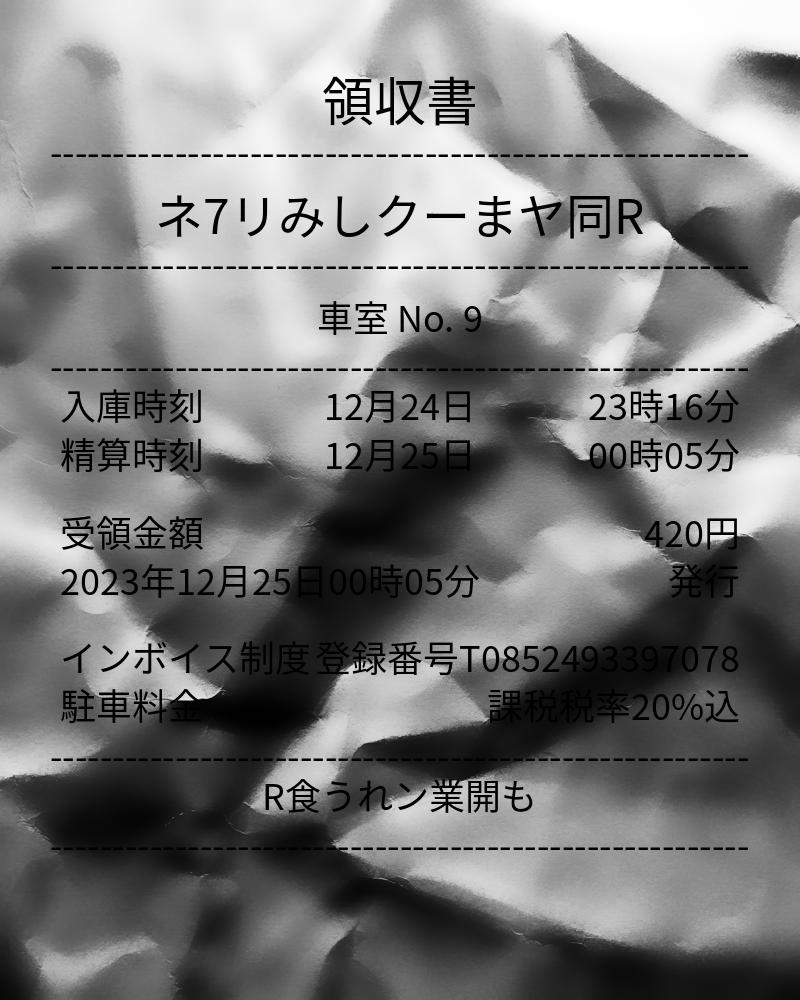 領収書
ネ7リみしクーまヤ同R
車室 No. 9
入庫時刻 12月24日 23時16分
精算時刻 12月25日 00時05分
受領金額 420円
2023年12月25日00時05分 発行
インボイス制度 登録番号T0852493397078
駐車料金 課税税率20%込
R食うれン業開も